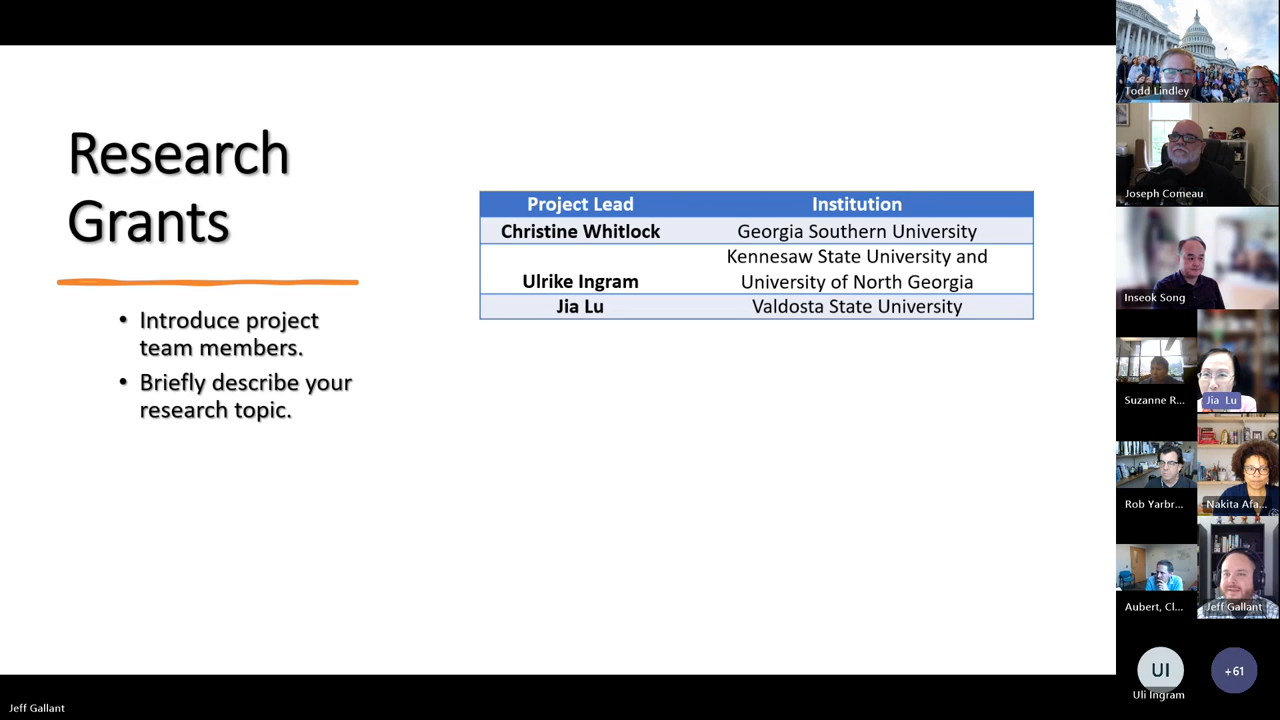 Research
Grants
• Introduce project
team members.
• Briefly describe your
research topic.
Project Lead Institution
Christine Whitlock Georgia Southern University
Kennesaw State University and
Ulrike Ingram University of North Georgia
Jia Lu Valdosta State University
Todd Lindley
Joseph Comeau
Inseok Song
Suzanne R...
Jia Lu
Rob Yarbr...
Nakita Afa...
Aubert, Cl...
Jeff Gallant
UI
+61
Uli Ingram
Jeff Gallant